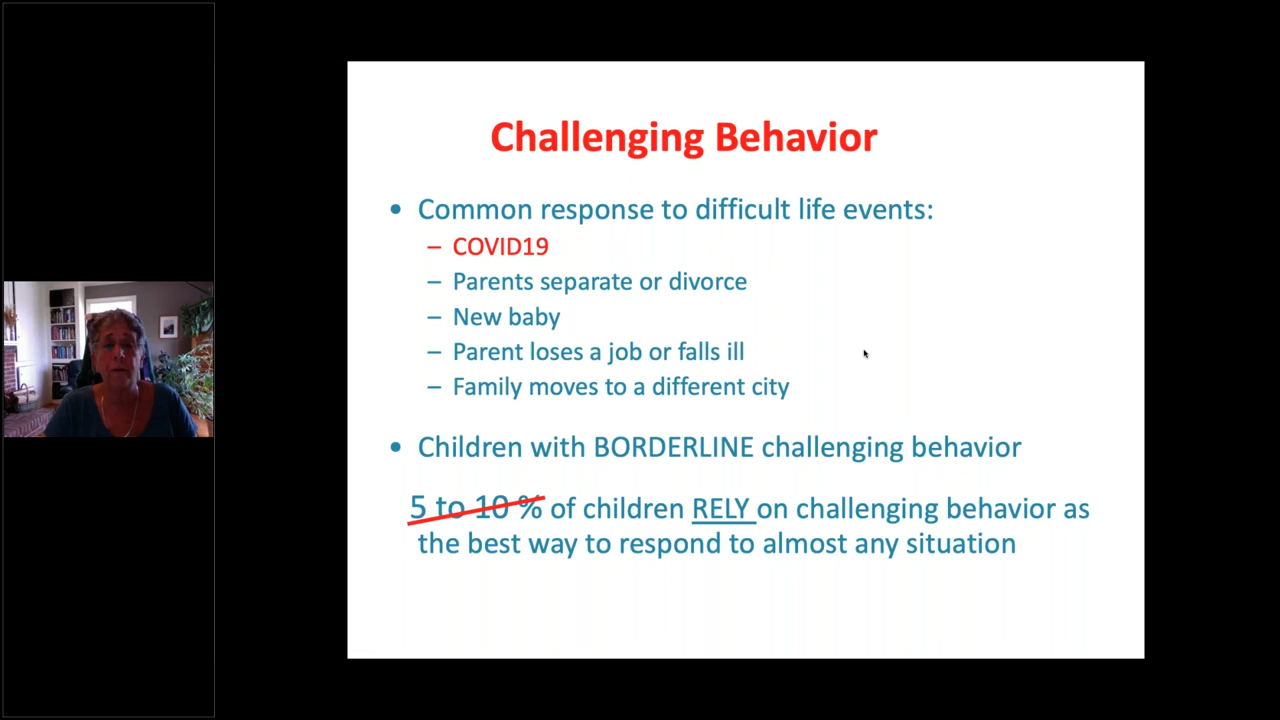 Challenging Behavior
• Common response to difficult life events:
– COVID19
– Parents separate or divorce
– New baby
– Parent loses a job or falls ill
– Family moves to a different city
• Children with BORDERLINE challenging behavior
5 to 10 % of children RELY on challenging behavior as
the best way to respond to almost any situation